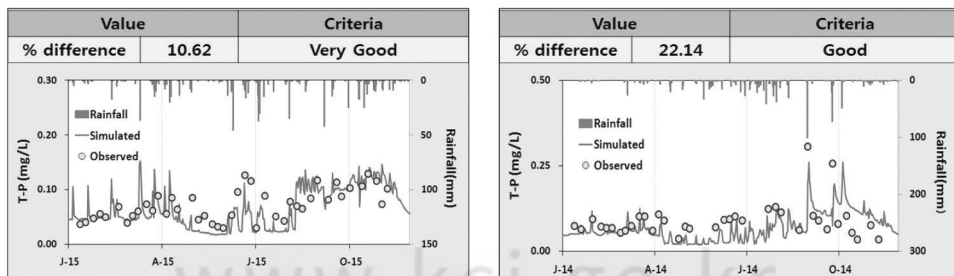 Value Criteria
% difference 10.62 Very Good
0.30 0
Rainfall
Simulated
Observed
0.20 50
T-P (mg/L)
Rainfall(mm)
0.10 100
0.00 150
J-15 A-15 J-15 O-15
Value Criteria
% difference 22.14 Good
0.50 0
Rainfall
Simulated
Observed
100
T-P (mg/L)
0.25
Rainfall(mm)
200
0.00 300
J-14 A-14 J-14 O-14